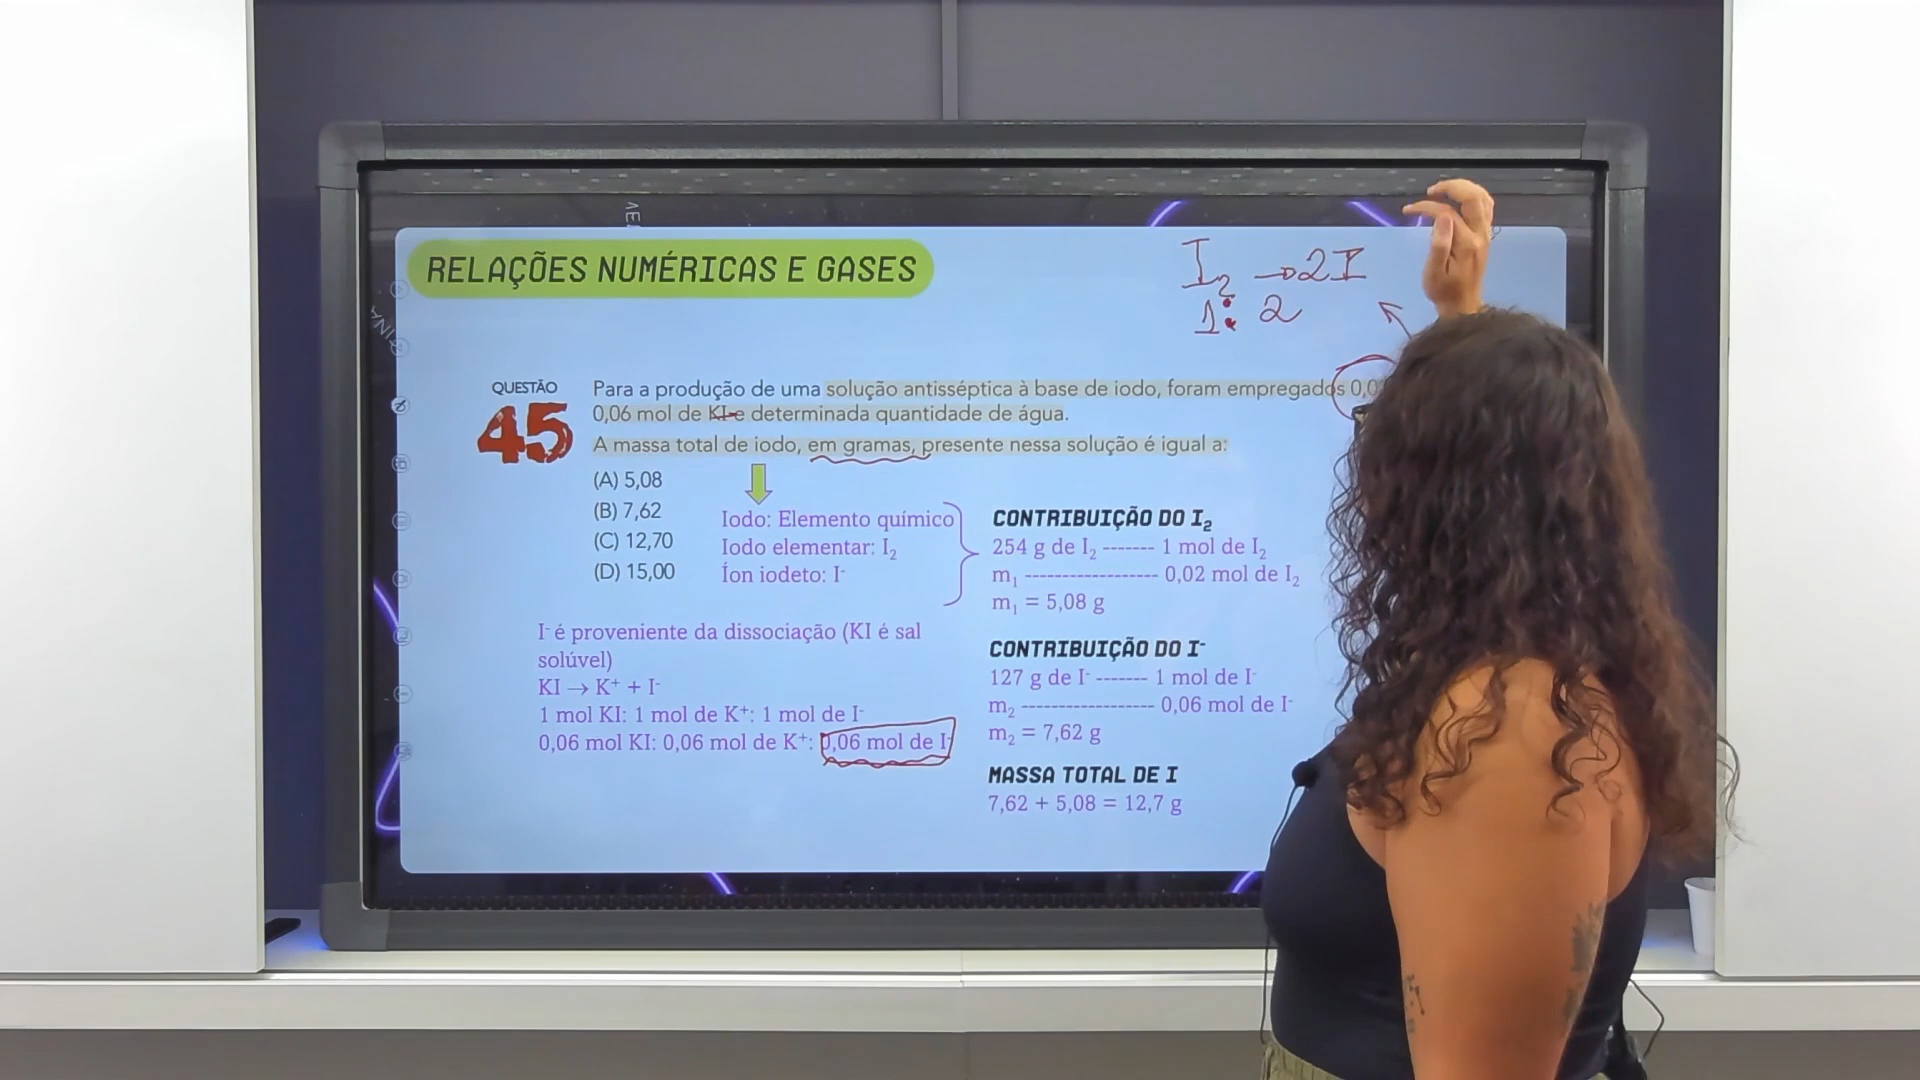 RELAÇÕES NUMÉRICAS E GASES
I₂ → 2I
1 : 2
QUESTÃO
45
Para a produção de uma solução antisséptica à base de iodo, foram empregados
0,06 mol de KI e determinada quantidade de água.
A massa total de iodo, em gramas, presente nessa solução é igual a:
(A) 5,08
(B) 7,62
(C) 12,70
(D) 15,00
Iodo: Elemento químico
Iodo elementar: I₂
Íon iodeto: I⁻
I⁻ é proveniente da dissociação (KI é sal
solúvel)
KI → K⁺ + I⁻
1 mol KI: 1 mol de K⁺: 1 mol de I⁻
0,06 mol KI: 0,06 mol de K⁺: 0,06 mol de I⁻
CONTRIBUIÇÃO DO I₂
254 g de I₂ ------- 1 mol de I₂
m₁ ------------------ 0,02 mol de I₂
m₁ = 5,08 g
CONTRIBUIÇÃO DO I⁻
127 g de I⁻ ------- 1 mol de I⁻
m₂ ------------------ 0,06 mol de I⁻
m₂ = 7,62 g
MASSA TOTAL DE I
7,62 + 5,08 = 12,7 g